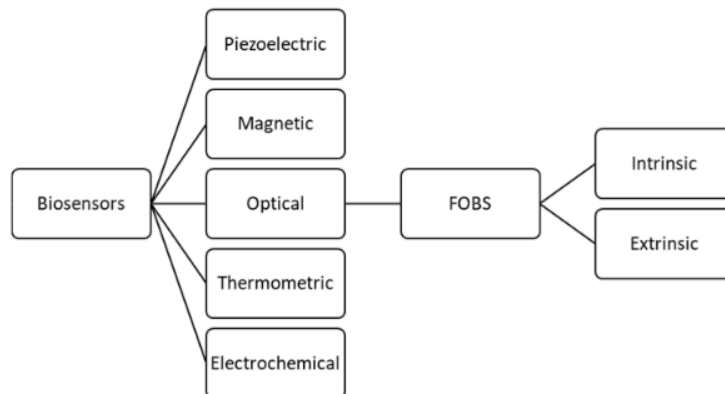 Piezoelectric
Magnetic
Intrinsic
Biosensors
Optical
FOBS
Extrinsic
Thermometric
Electrochemical